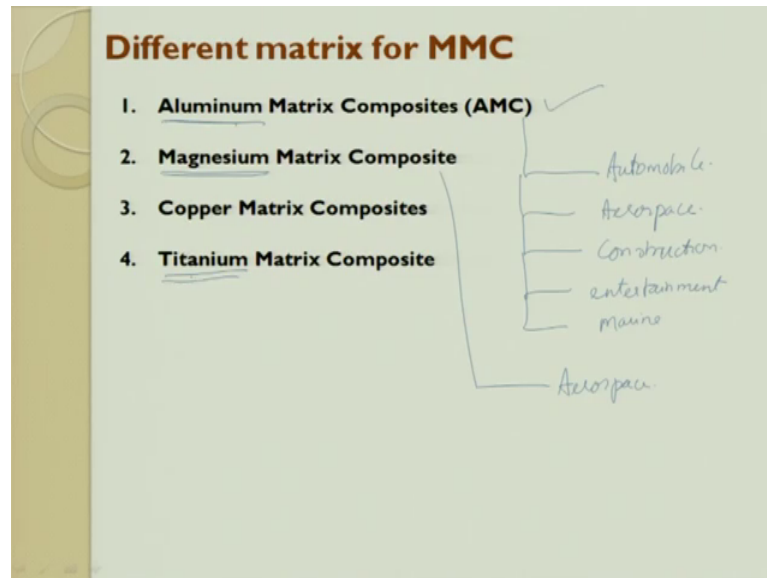 Different matrix for MMC
1. Aluminum Matrix Composites (AMC)
2. Magnesium Matrix Composite
Automobile.
Aerospace.
3. Copper Matrix Composites
Construction.
4. Titanium Matrix Composite
entertainment
marine
Aerospace.